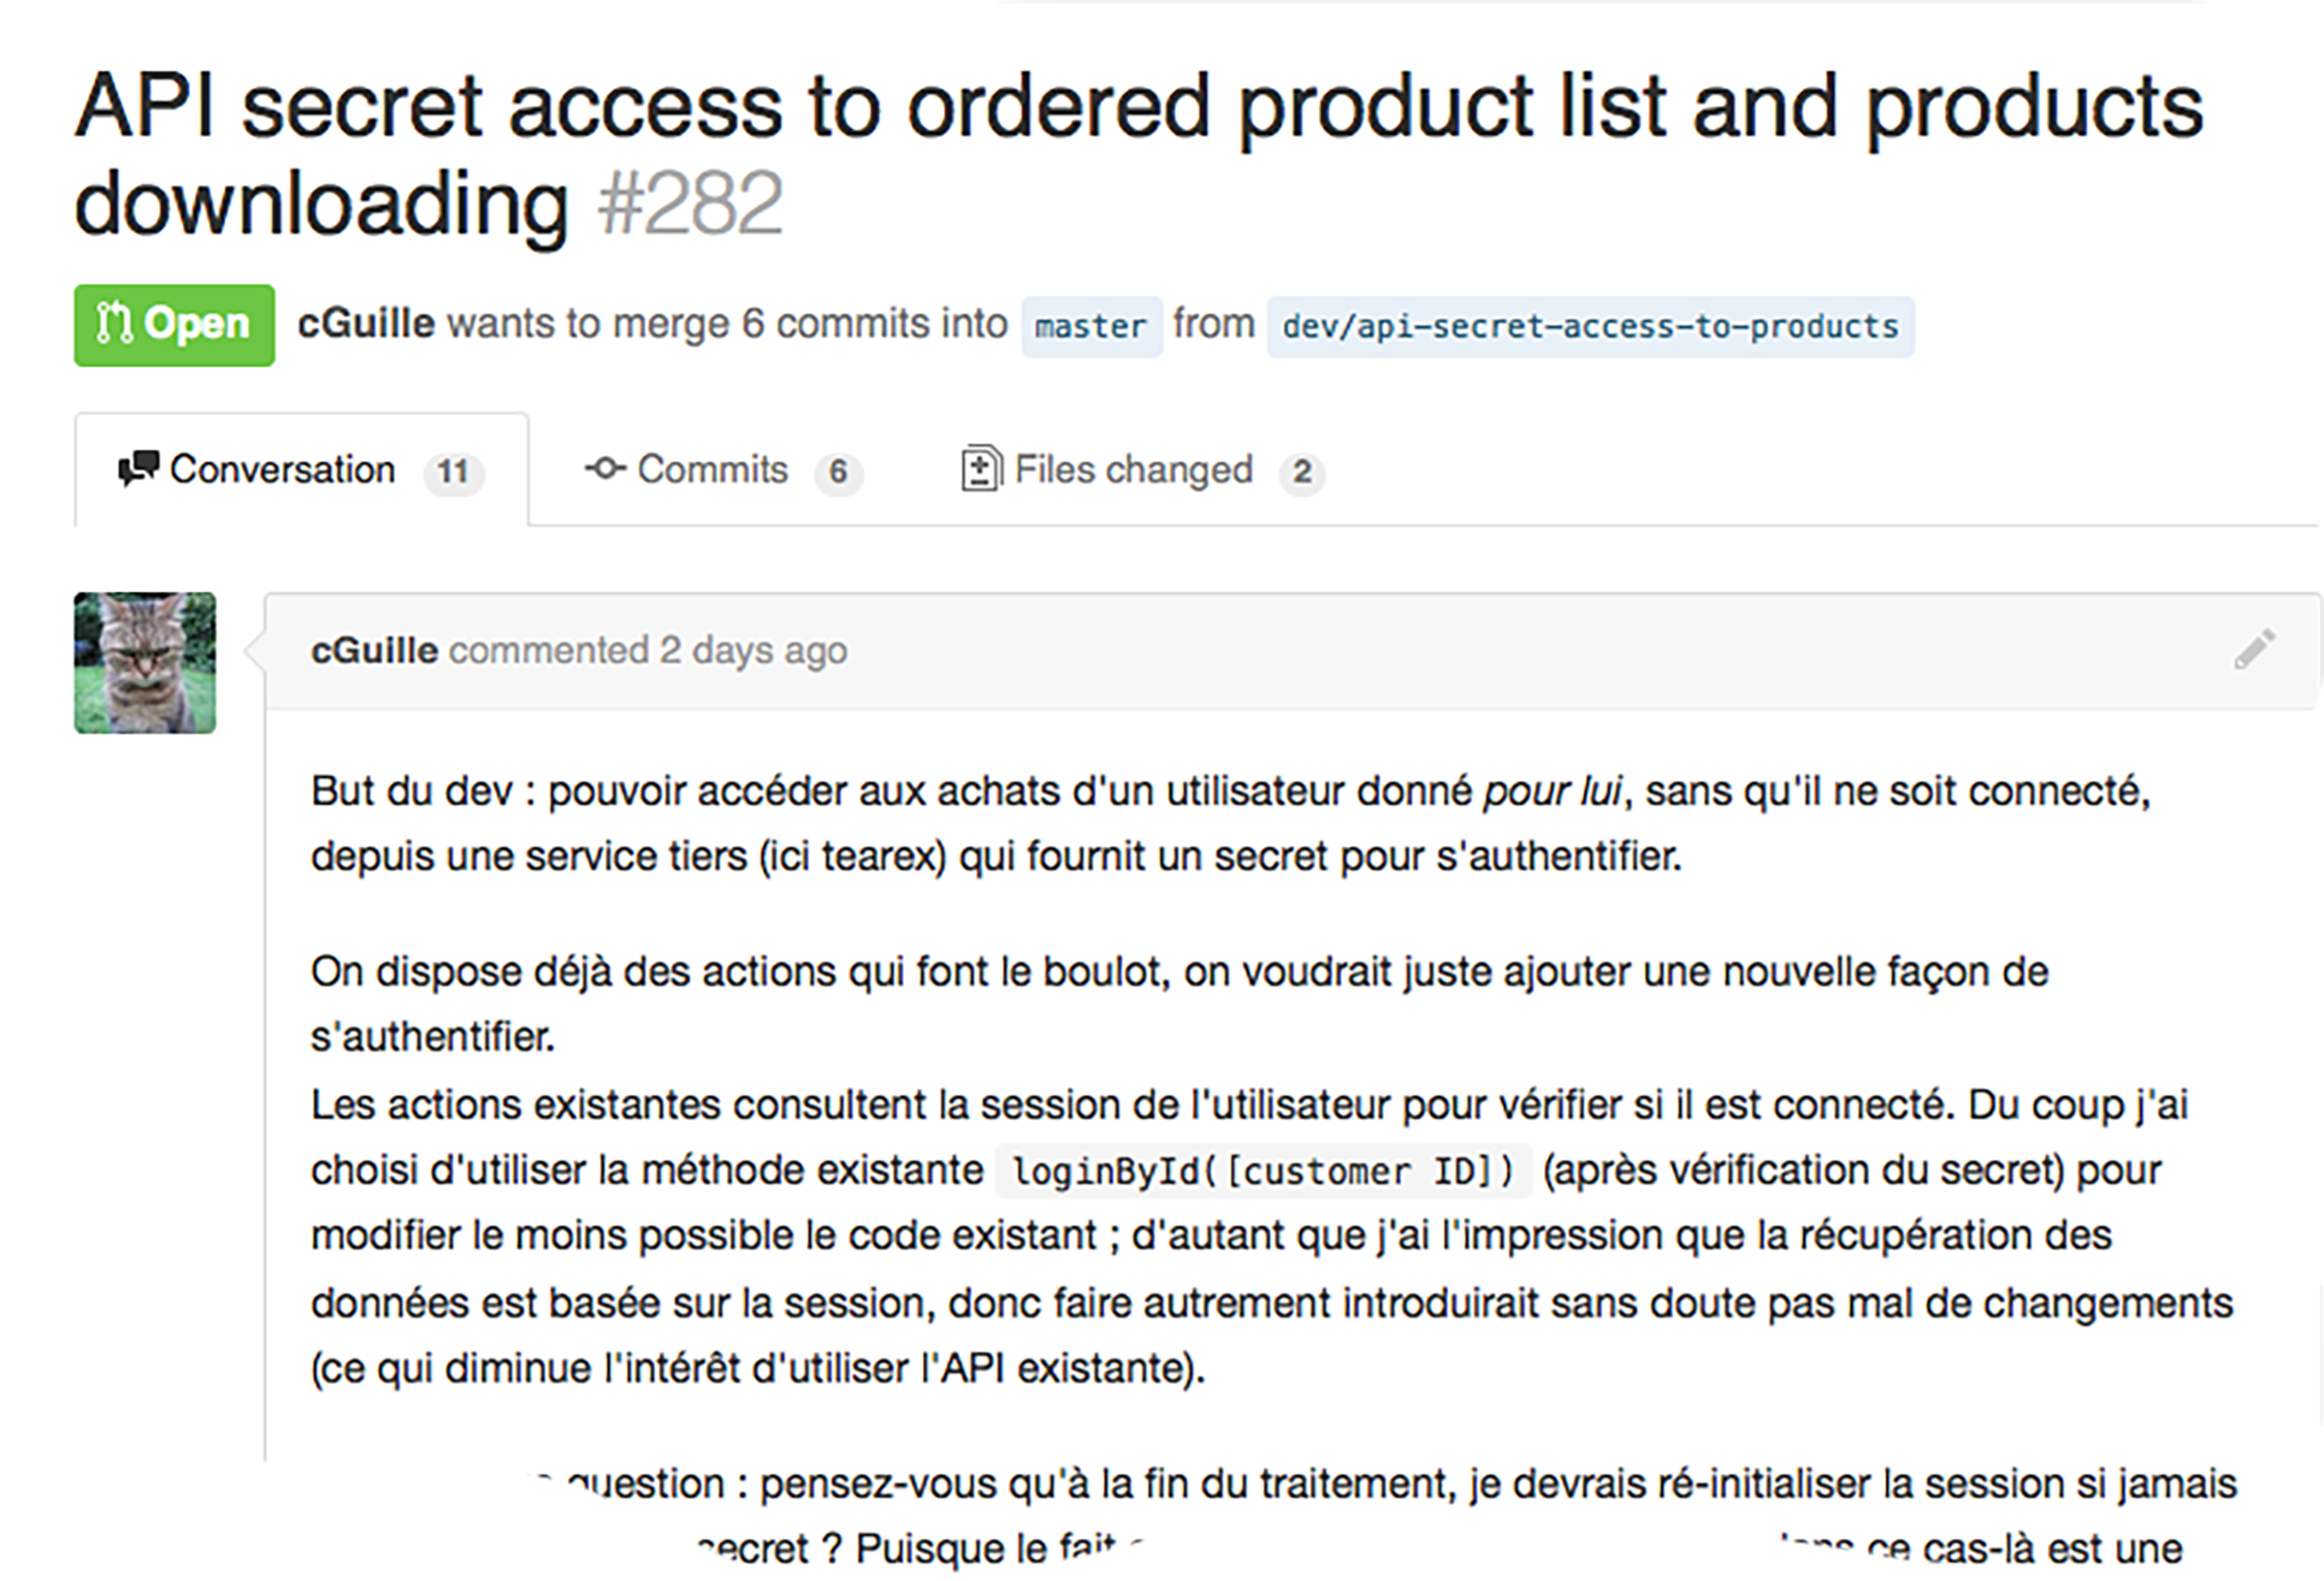 API secret access to ordered product list and products
downloading #282
Open cGuille wants to merge 6 commits into master from dev/api-secret-access-to-products
Conversation 11 Commits 6 Files changed 2
cGuille commented 2 days ago
But du dev : pouvoir accéder aux achats d'un utilisateur donné pour lui, sans qu'il ne soit connecté,
depuis une service tiers (ici tearex) qui fournit un secret pour s'authentifier.
On dispose déjà des actions qui font le boulot, on voudrait juste ajouter une nouvelle façon de
s'authentifier.
Les actions existantes consultent la session de l'utilisateur pour vérifier si il est connecté. Du coup j'ai
choisi d'utiliser la méthode existante loginById([customer ID]) (après vérification du secret) pour
modifier le moins possible le code existant ; d'autant que j'ai l'impression que la récupération des
données est basée sur la session, donc faire autrement introduirait sans doute pas mal de changements
(ce qui diminue l'intérêt d'utiliser l'API existante).
question : pensez-vous qu'à la fin du traitement, je devrais ré-initialiser la session si jamais
secret ? Puisque le fait ce cas-là est une